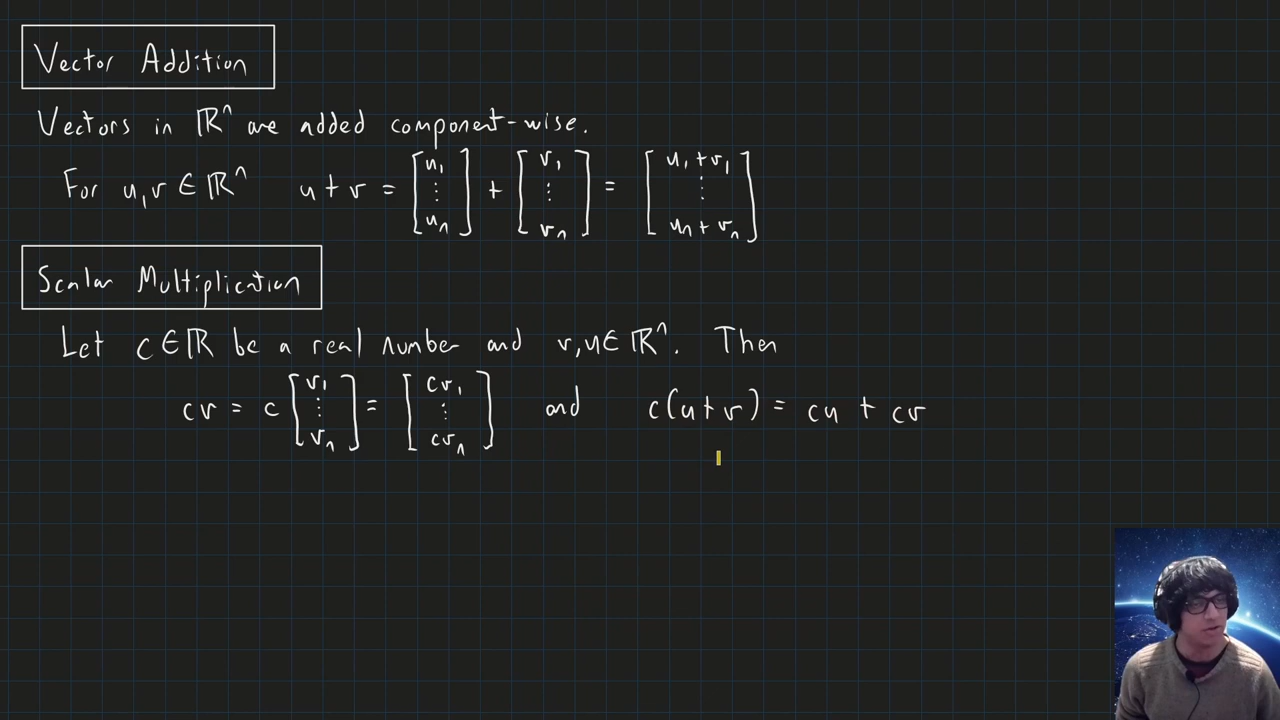 Vector Addition
Vectors in ℝⁿ are added component-wise.
For u,v ∈ ℝⁿ u + v = [u₁ ⋮ uₙ] + [v₁ ⋮ vₙ] = [u₁ + v₁ ⋮ uₙ + vₙ]
Scalar Multiplication
Let c ∈ ℝ be a real number and v,u ∈ ℝⁿ. Then
cv = c [v₁ ⋮ vₙ] = [cv₁ ⋮ cvₙ] and c(u + v) = cu + cv